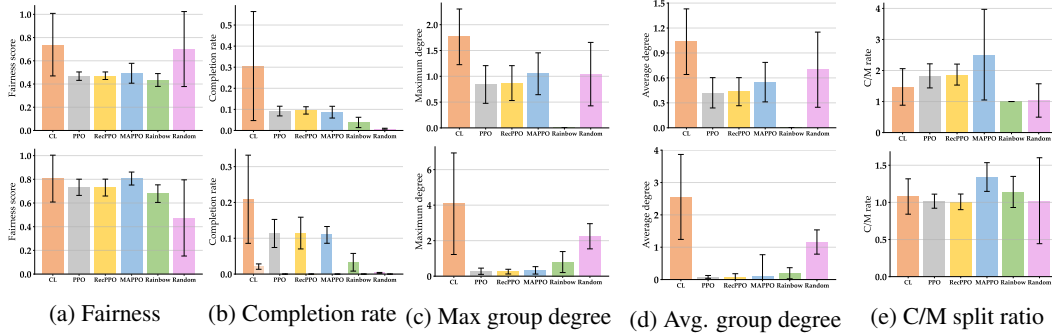 Fairness score
1.0
0.8
0.6
0.4
0.2
0.0
CL PPO RecPPO MAPPO Rainbow Random
Completion rate
0.5
0.4
0.3
0.2
0.1
0.0
CL PPO RecPPO MAPPO Rainbow Random
Maximum degree
2.0
1.5
1.0
0.5
0.0
CL PPO RecPPO MAPPO Rainbow Random
Average degree
1.5
1.2
0.9
0.6
0.3
0.0
CL PPO RecPPO MAPPO Rainbow Random
C/M rate
4
3
2
1
0
CL PPO RecPPO MAPPO Rainbow Random
Fairness score
1.0
0.8
0.6
0.4
0.2
0.0
CL PPO RecPPO MAPPO Rainbow Random
Completion rate
0.3
0.2
0.1
0.0
CL PPO RecPPO MAPPO Rainbow Random
Maximum degree
6
4
2
0
CL PPO RecPPO MAPPO Rainbow Random
Average degree
4
3
2
1
0
CL PPO RecPPO MAPPO Rainbow Random
C/M rate
1.5
1.0
0.5
0.0
CL PPO RecPPO MAPPO Rainbow Random
(a) Fairness
(b) Completion rate
(c) Max group degree
(d) Avg. group degree
(e) C/M split ratio